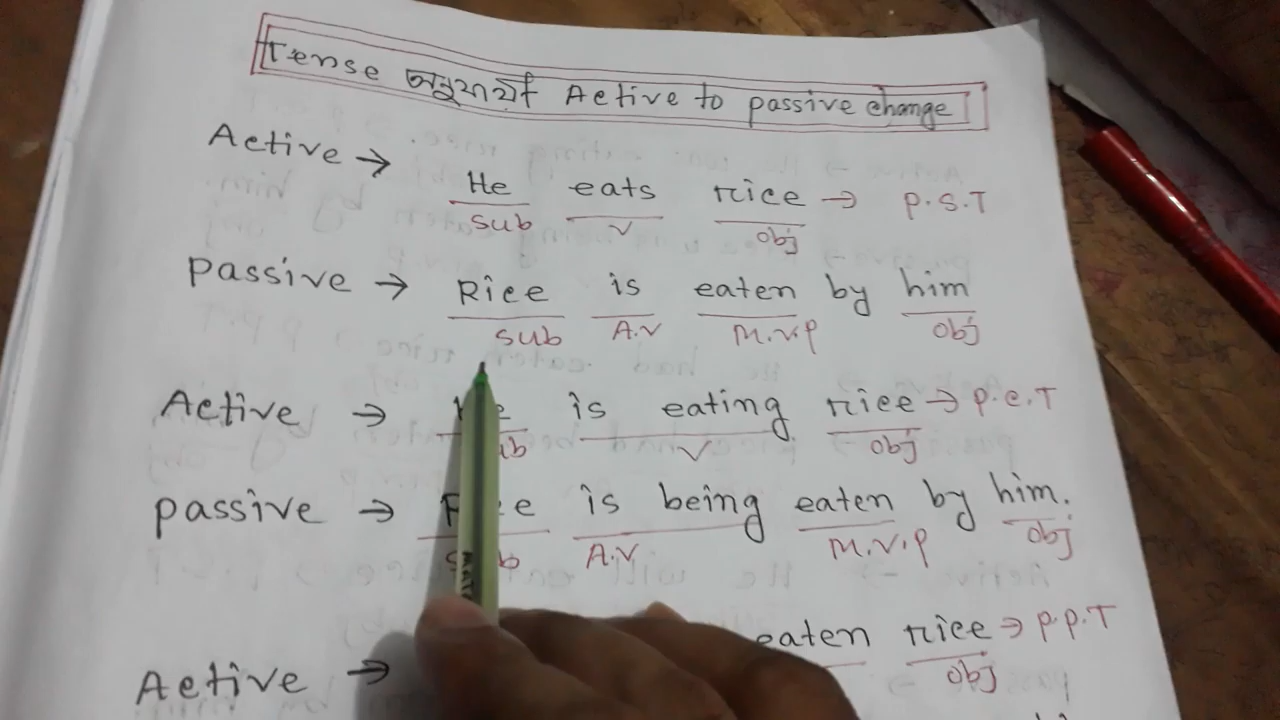 Tense অনুযায়ী Active to passive change
Active → He eats rice → P.S.T
sub v obj
Passive → Rice is eaten by him
sub A.V M.V.P obj
Active → is eating rice → P.C.T
v obj
passive → is being eaten by him.
A.V M.V.P obj
Active → eaten rice → P.P.T
obj